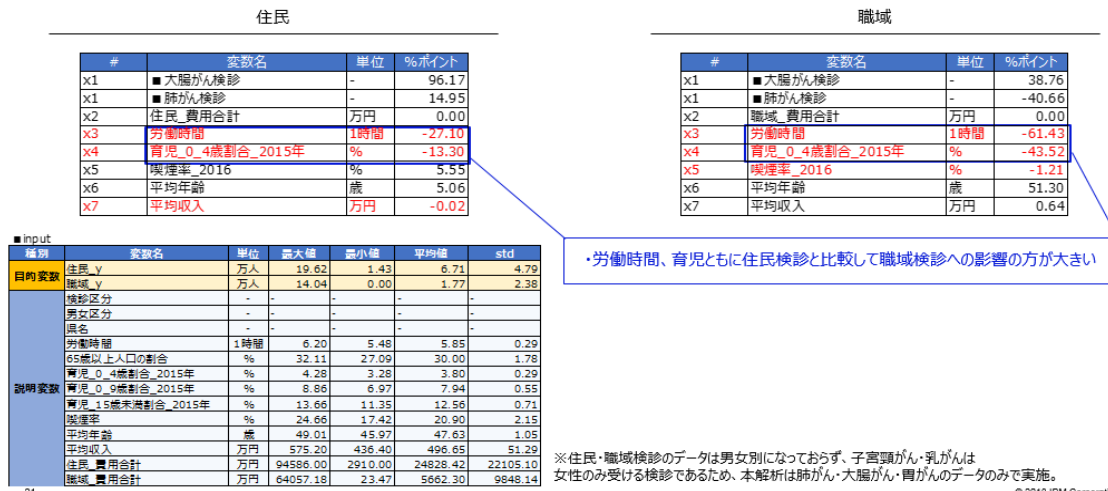 住民
職域
# 変数名 単位 %ポイント
x1 ■大腸がん検診 - 96.17
x1 ■肺がん検診 - 14.95
x2 住民_費用合計 万円 0.00
x3 労働時間 1時間 -27.10
x4 育児_0_4歳割合_2015年 % -13.30
x5 喫煙率_2016 % 5.55
x6 平均年齢 歳 5.06
x7 平均収入 万円 -0.02
# 変数名 単位 %ポイント
x1 ■大腸がん検診 - 38.76
x1 ■肺がん検診 - -40.66
x2 職域_費用合計 万円 0.00
x3 労働時間 1時間 -61.43
x4 育児_0_4歳割合_2015年 % -43.52
x5 喫煙率_2016 % -1.21
x6 平均年齢 歳 51.30
x7 平均収入 万円 0.64
・労働時間、育児ともに住民検診と比較して職域検診への影響の方が大きい
■input
種別 変数名 単位 最大値 最小値 平均値 std
目的変数 住民_y 万人 19.62 1.43 6.71 4.79
職域_y 万人 14.04 0.00 1.77 2.38
説明変数 検診区分 - - - - -
男女区分 - - - - -
県名 - - - - -
労働時間 1時間 6.20 5.48 5.85 0.29
65歳以上人口の割合 % 32.11 27.09 30.00 1.78
育児_0_4歳割合_2015年 % 4.28 3.28 3.80 0.29
育児_0_9歳割合_2015年 % 8.86 6.97 7.94 0.55
育児_15歳未満割合_2015年 % 13.66 11.35 12.56 0.71
喫煙率 % 24.66 17.42 20.90 2.15
平均年齢 歳 49.01 45.97 47.63 1.05
平均収入 万円 575.20 436.40 496.65 51.29
住民_費用合計 万円 94586.00 2910.00 24828.42 22105.10
職域_費用合計 万円 64057.18 23.47 5662.30 9848.14
※住民・職域検診のデータは男女別になっておらず、子宮頸がん・乳がんは
女性のみ受ける検診であるため、本解析は肺がん・大腸がん・胃がんのデータのみで実施。